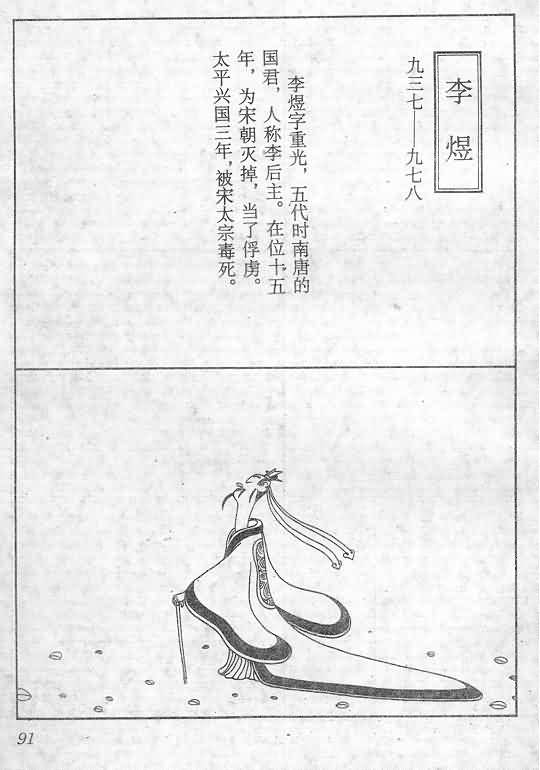 李煜
九三七——九七八
李煜字重光，五代时南唐的
国君，人称李后主。在位十五
年，为宋朝灭掉，当了俘虏。
太平兴国三年，被宋太宗毒死。
91